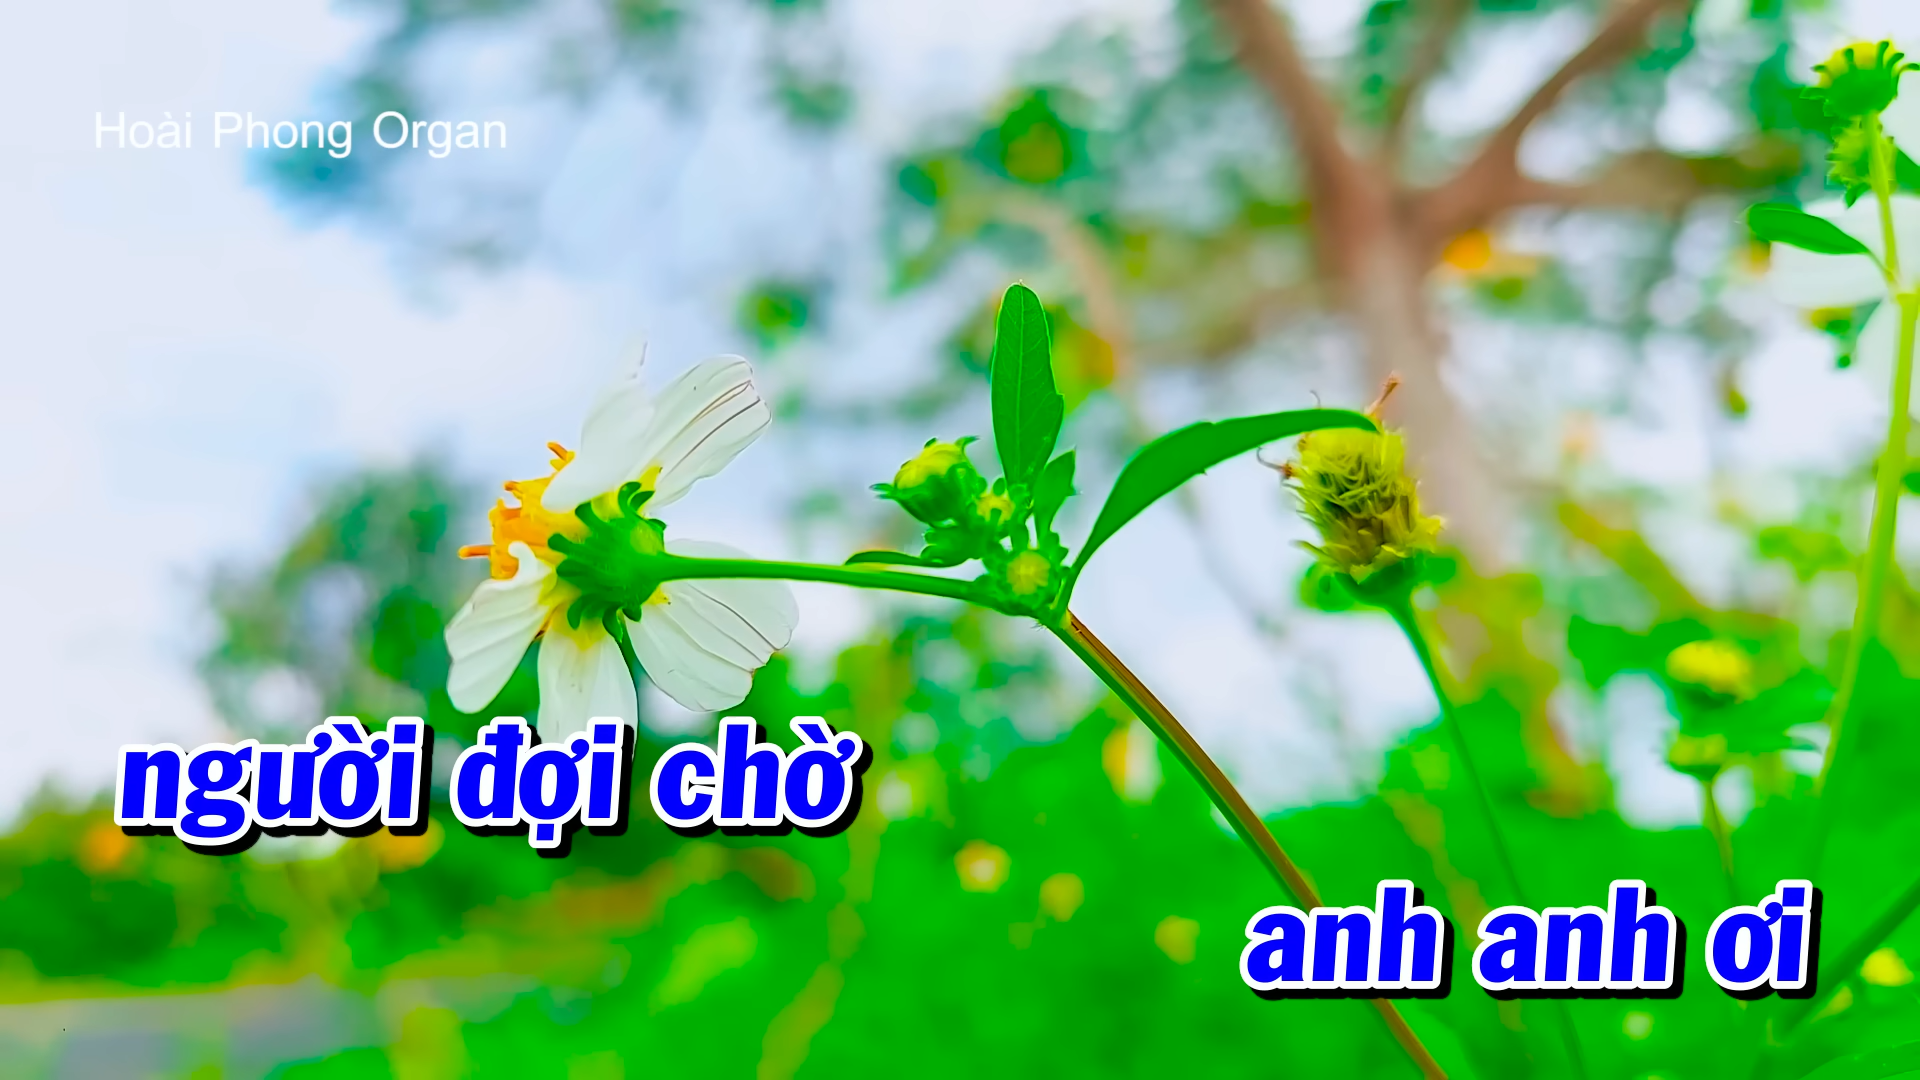 Hoài Phong Organ
người đợi chờ
anh anh ơi